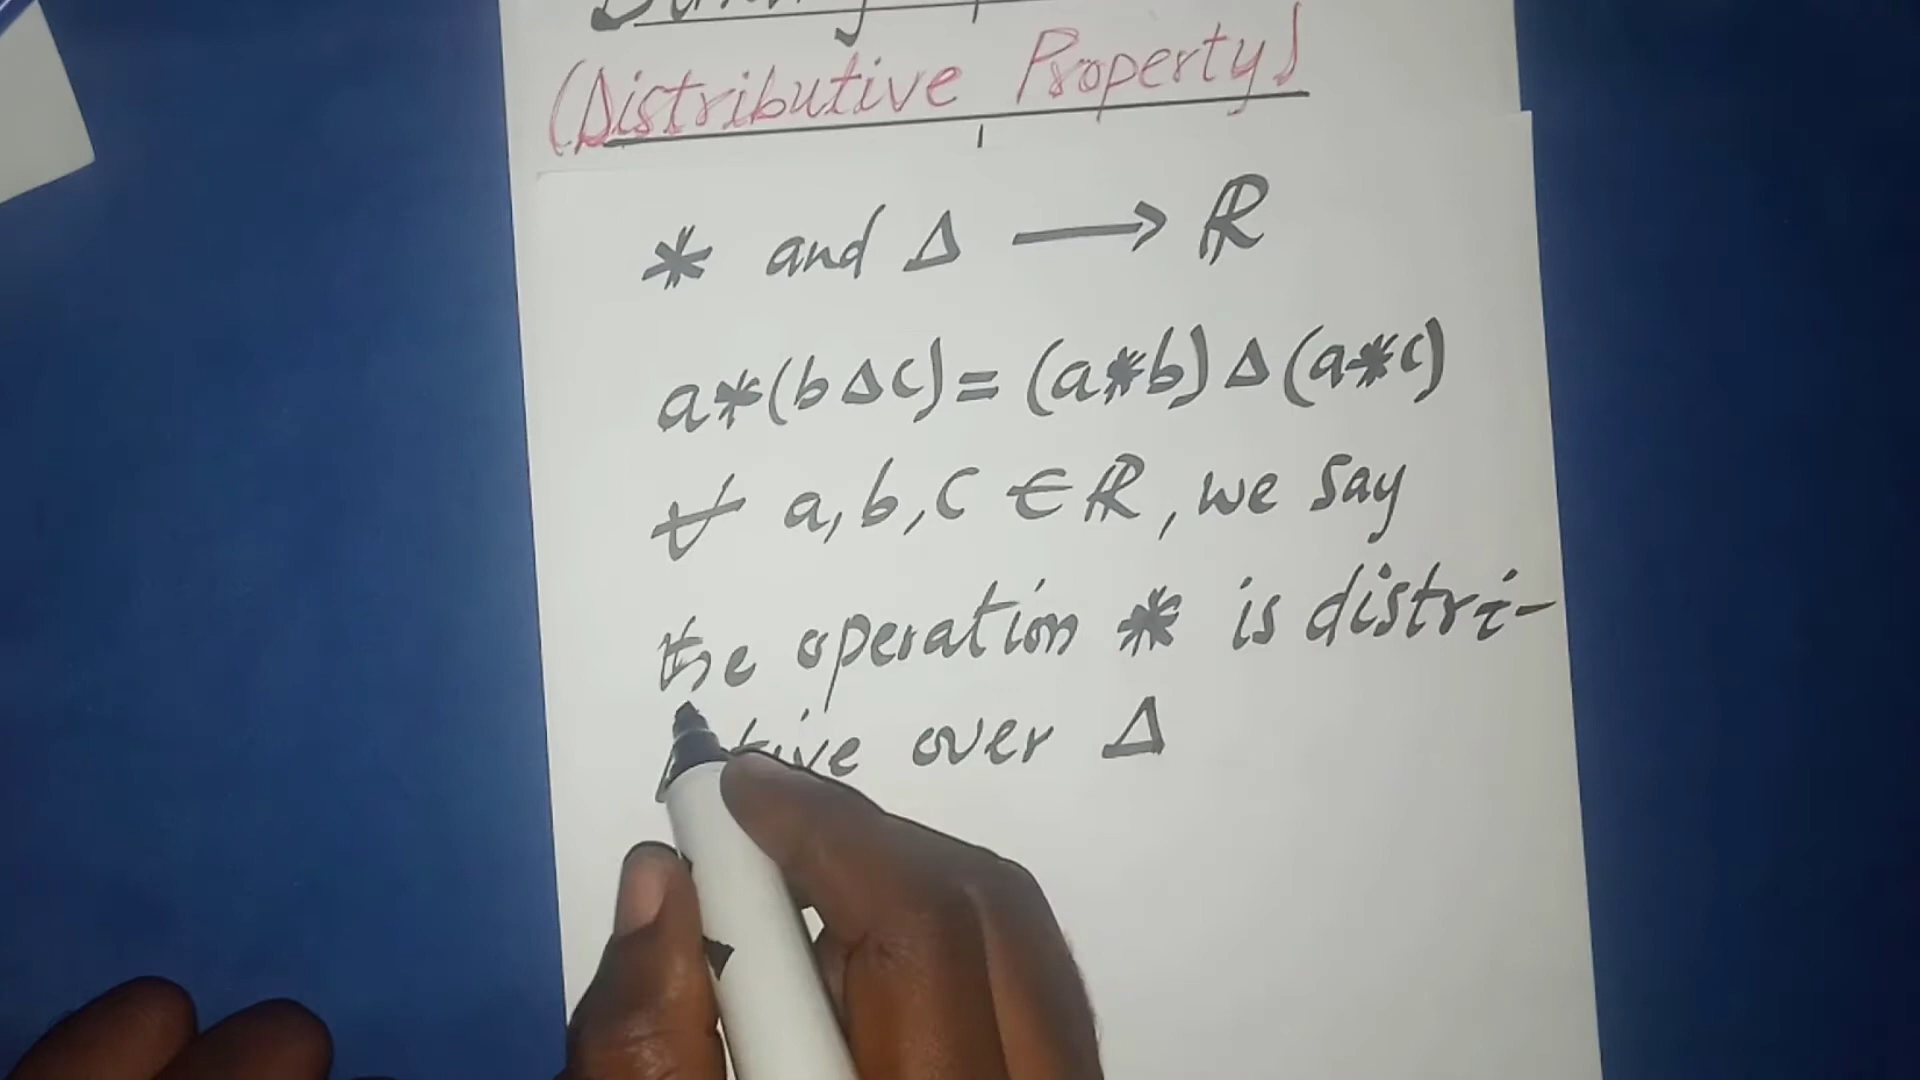 (Distributive Property)
* and Δ → ℝ
a*(bΔc)=(a*b)Δ(a*c)
∀ a,b,c ∈ ℝ, we say
the operation * is distri-
over Δ